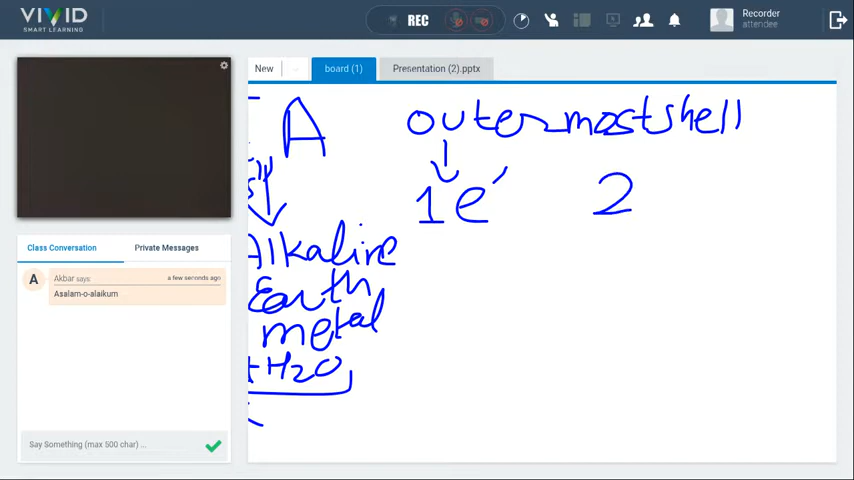 VIVID
SMART LEARNING
REC
Recorder
attendee
New
board (1)
Presentation (2).pptx
Class Conversation
Private Messages
A
Akbar says:
a few seconds ago
Asalam-o-alaikum
Say Something (max 500 char) ...
A
outermostshell
1e'
2
Alkaline
Earth
metal
+H2O